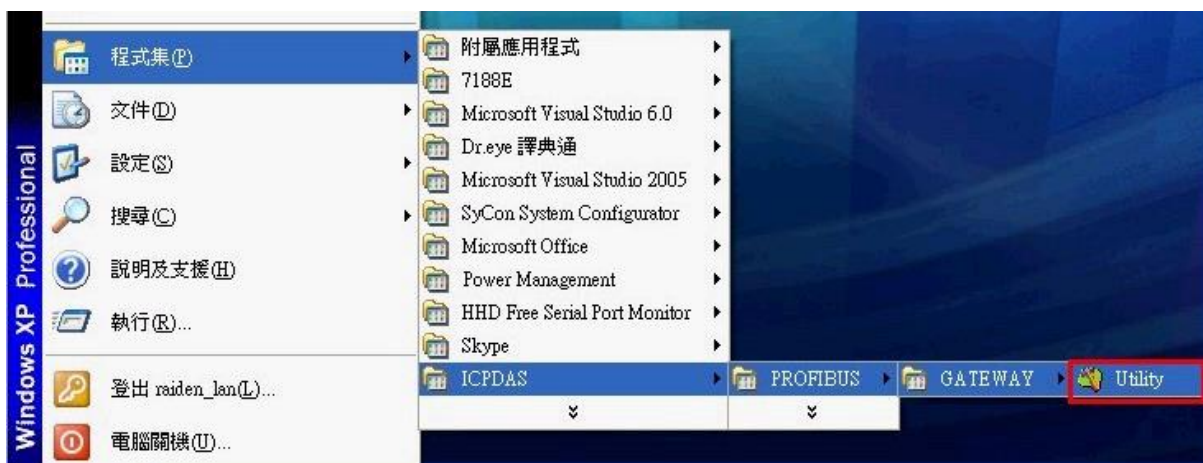 Windows XP Professional
程式集(P)
文件(D)
設定(S)
搜尋(C)
說明及支援(H)
執行(R)...
登出 raiden_lan(L)...
電腦關機(U)...
附屬應用程式
7188E
Microsoft Visual Studio 6.0
Dr.eye 譯典通
Microsoft Visual Studio 2005
SyCon System Configurator
Microsoft Office
Power Management
HHD Free Serial Port Monitor
Skype
ICPDAS
PROFIBUS
GATEWAY
Utility